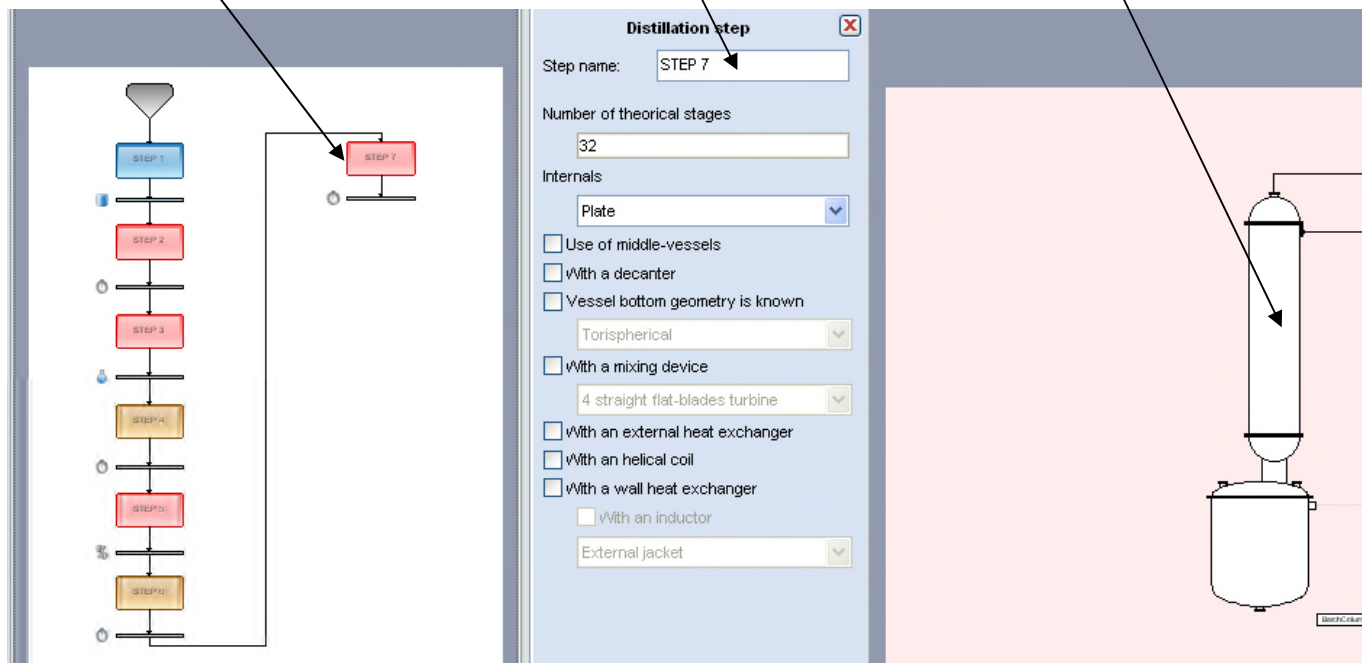 STEP 1
STEP 2
STEP 3
STEP 4
STEP 5
STEP 6
STEP 7
Distillation step
Step name:
STEP 7
Number of theorical stages
32
Internals
Plate
Use of middle-vessels
With a decanter
Vessel bottom geometry is known
Torispherical
With a mixing device
4 straight flat-blades turbine
With an external heat exchanger
With an helical coil
With a wall heat exchanger
With an inductor
External jacket
BatchColum